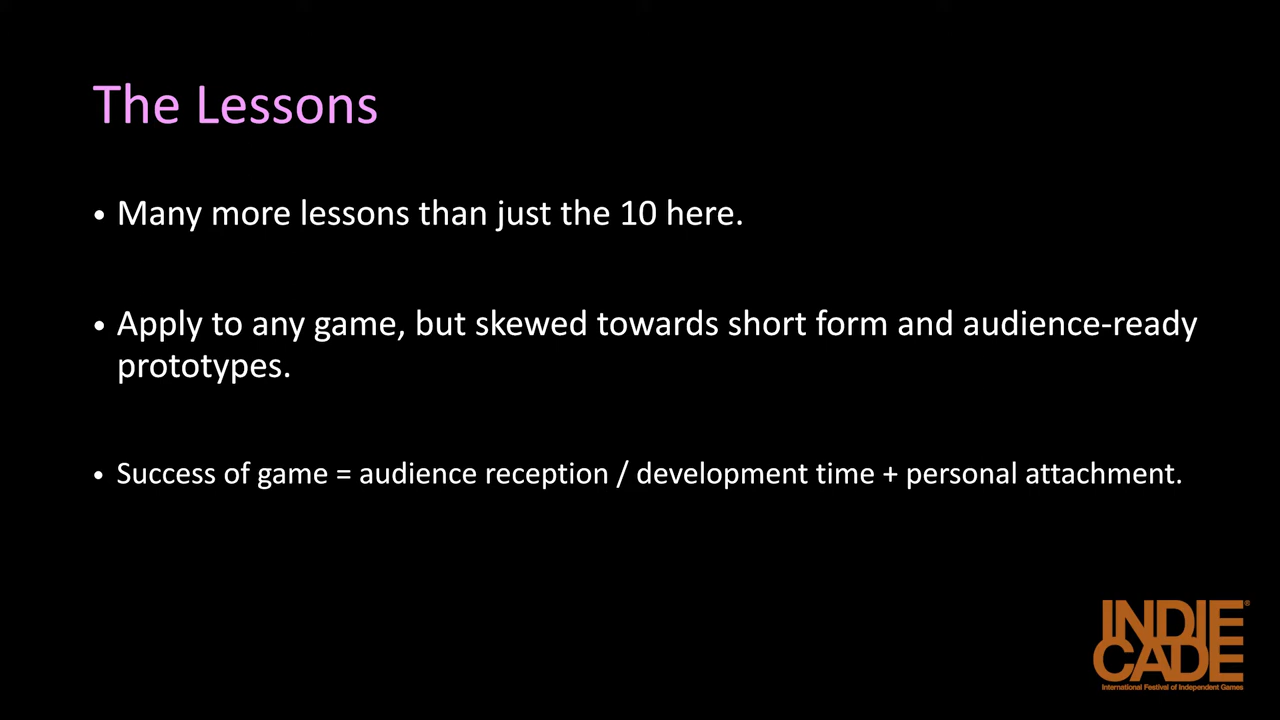 The Lessons
• Many more lessons than just the 10 here.
• Apply to any game, but skewed towards short form and audience-ready
prototypes.
• Success of game = audience reception / development time + personal attachment.
INDIE®
CADE
International Festival of Independent Games